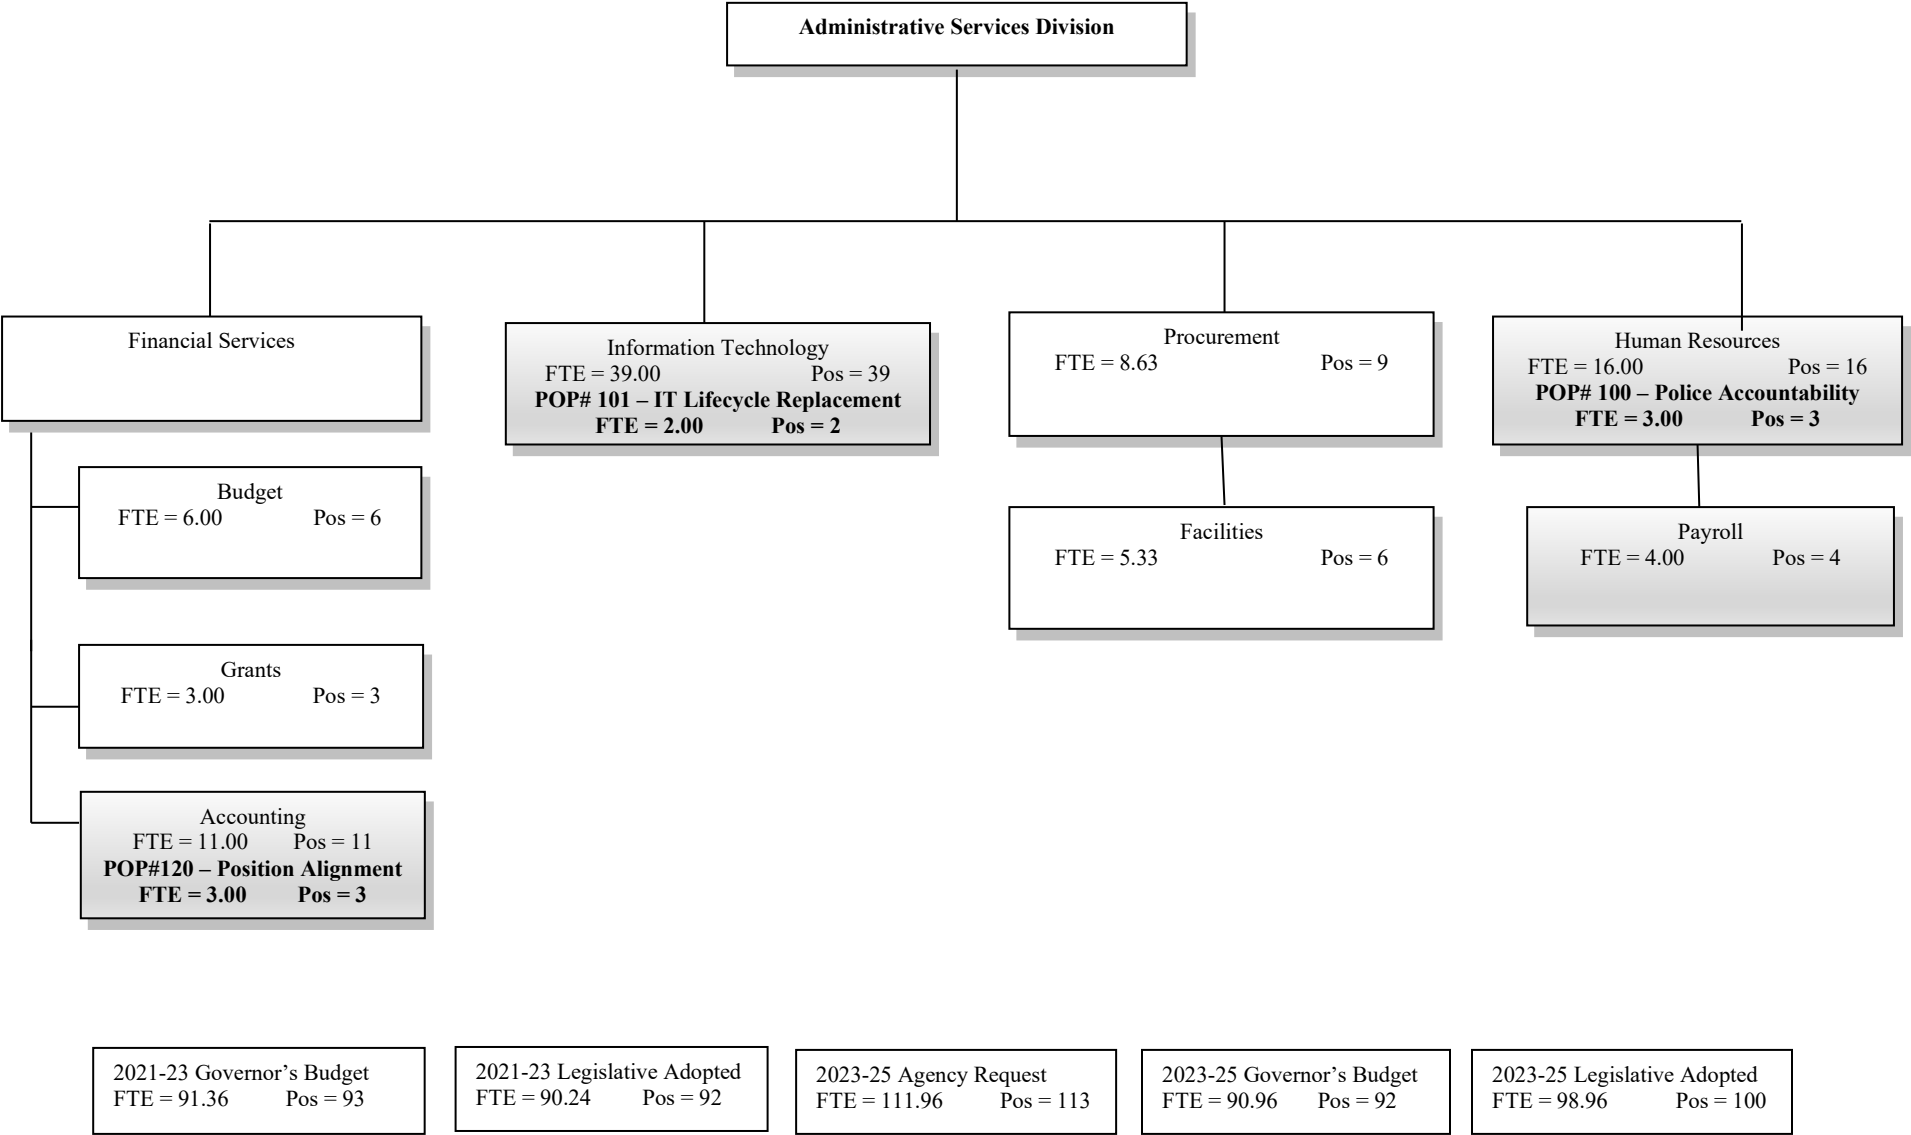 Administrative Services Division
Financial Services
Information Technology
FTE = 39.00 Pos = 39
POP# 101 – IT Lifecycle Replacement
FTE = 2.00 Pos = 2
Procurement
FTE = 8.63 Pos = 9
Human Resources
FTE = 16.00 Pos = 16
POP# 100 – Police Accountability
FTE = 3.00 Pos = 3
Budget
FTE = 6.00 Pos = 6
Facilities
FTE = 5.33 Pos = 6
Payroll
FTE = 4.00 Pos = 4
Grants
FTE = 3.00 Pos = 3
Accounting
FTE = 11.00 Pos = 11
POP#120 – Position Alignment
FTE = 3.00 Pos = 3
2021-23 Governor’s Budget
FTE = 91.36 Pos = 93
2021-23 Legislative Adopted
FTE = 90.24 Pos = 92
2023-25 Agency Request
FTE = 111.96 Pos = 113
2023-25 Governor’s Budget
FTE = 90.96 Pos = 92
2023-25 Legislative Adopted
FTE = 98.96 Pos = 100